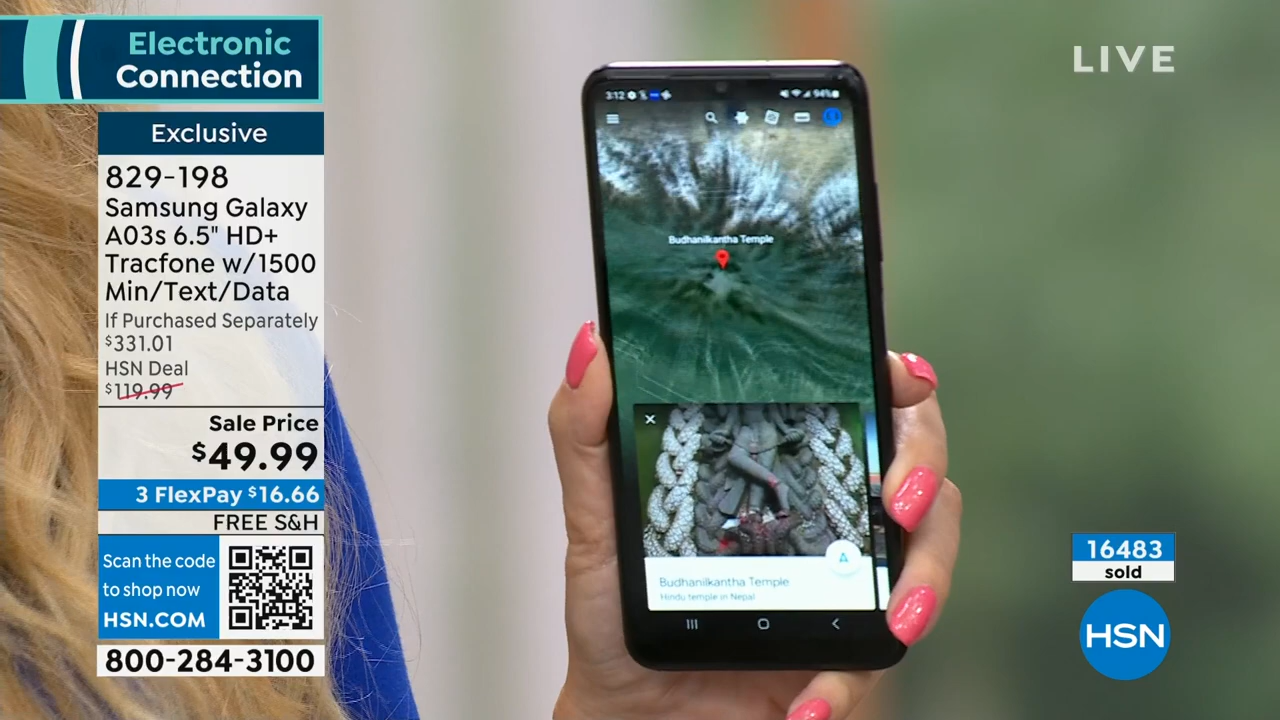 Electronic
Connection
LIVE
Exclusive
829-198
Samsung Galaxy
A03s 6.5" HD+
Tracfone w/1500
Min/Text/Data
If Purchased Separately
$331.01
HSN Deal
$119.99
Sale Price
$49.99
3 FlexPay $16.66
FREE S&H
Scan the code
to shop now
HSN.COM
800-284-3100
3:12
94%
Budhanilkantha Temple
Budhanilkantha Temple
Hindu temple in Nepal
16483
sold
HSN